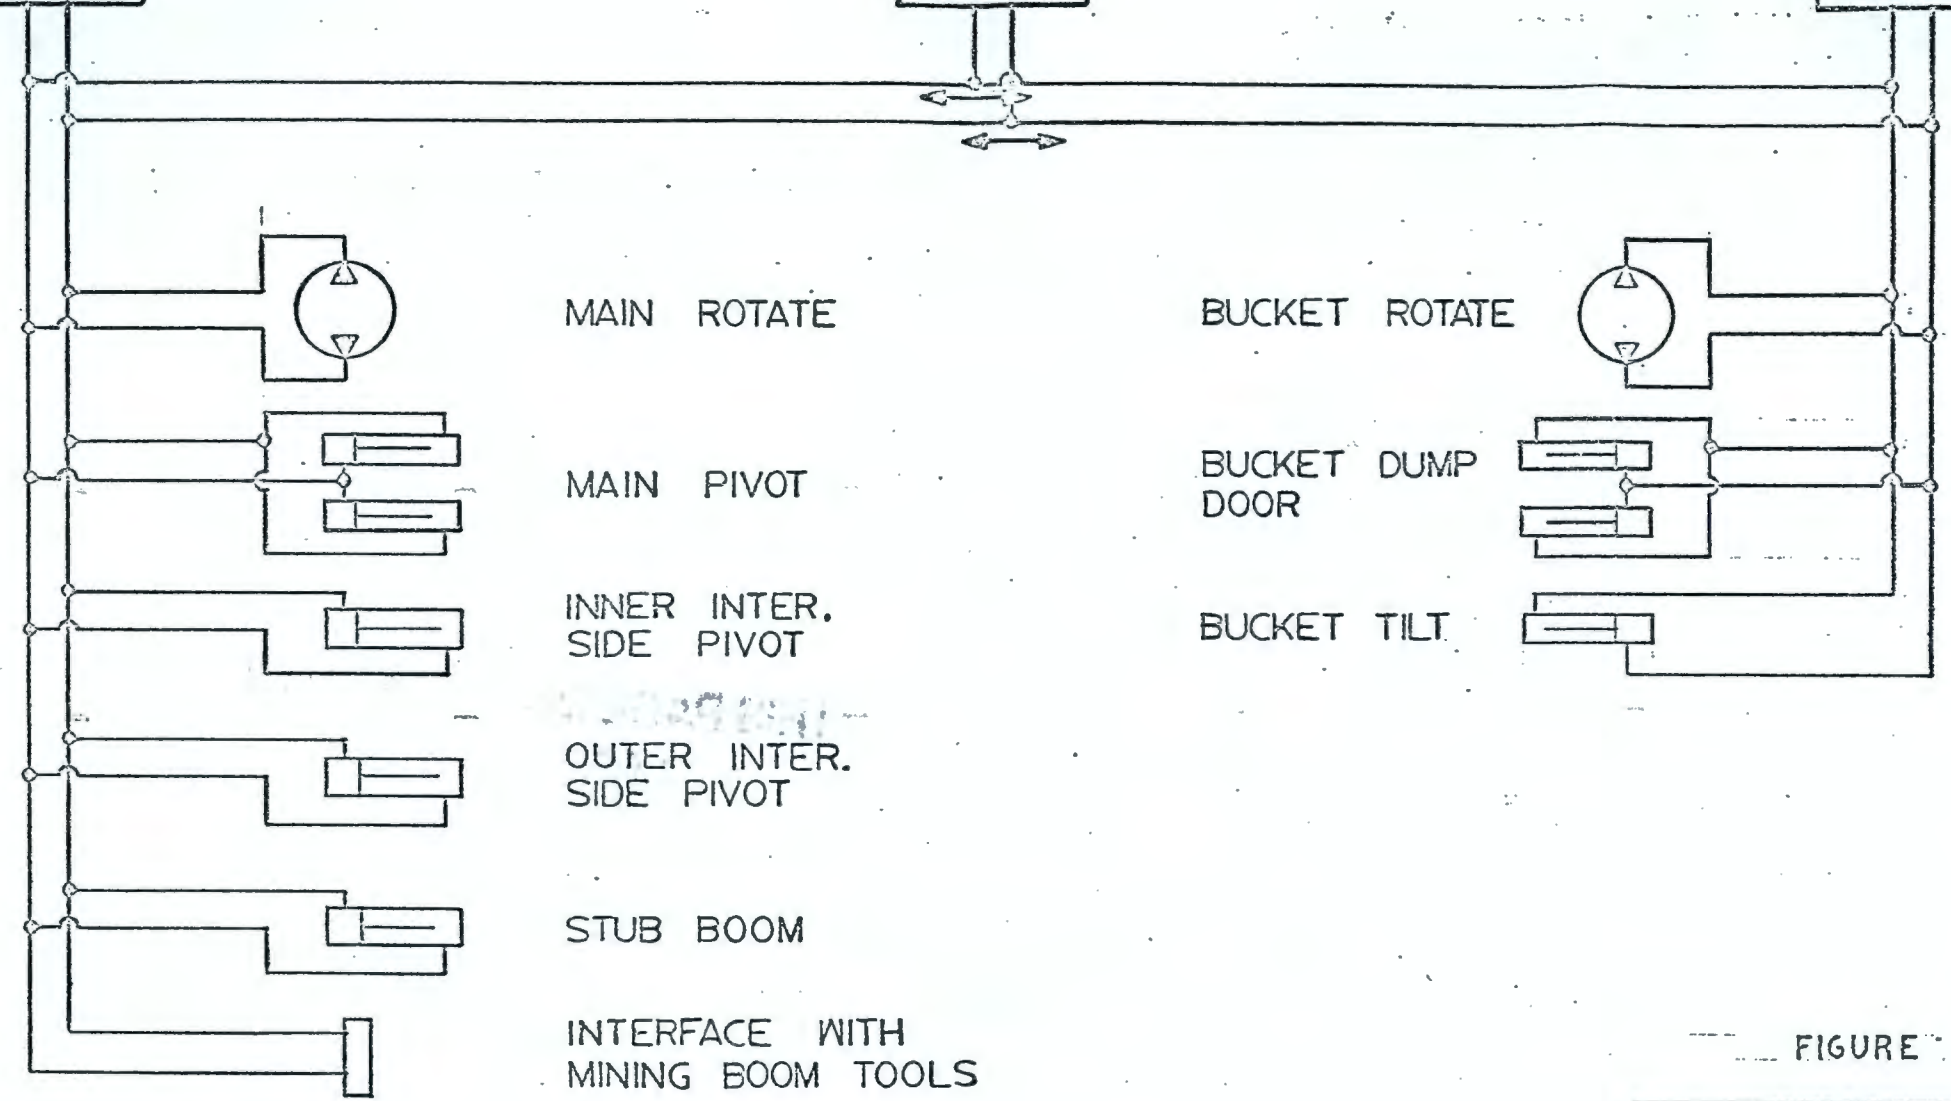 MAIN ROTATE
MAIN PIVOT
INNER INTER.
SIDE PIVOT
OUTER INTER.
SIDE PIVOT
STUB BOOM
INTERFACE WITH
MINING BOOM TOOLS
BUCKET ROTATE
BUCKET DUMP
DOOR
BUCKET TILT
FIGURE